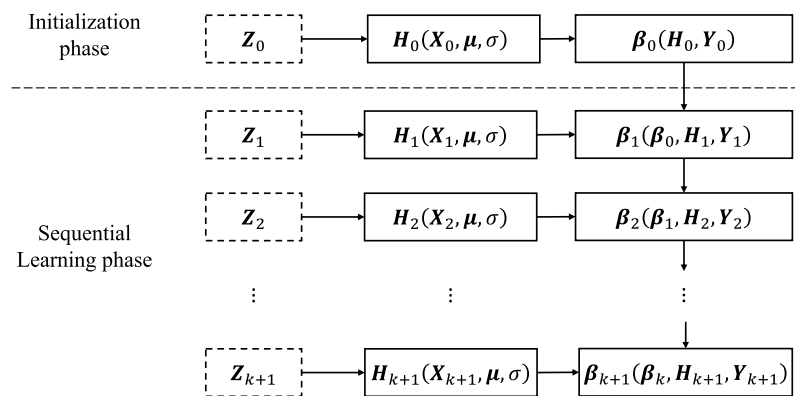 Initialization
phase
Z₀
H₀(X₀, μ, σ)
β₀(H₀, Y₀)
Z₁
H₁(X₁, μ, σ)
β₁(β₀, H₁, Y₁)
Z₂
H₂(X₂, μ, σ)
β₂(β₁, H₂, Y₂)
Sequential
Learning phase
⋮ ⋮ ⋮
Zₖ₊₁
Hₖ₊₁(Xₖ₊₁, μ, σ)
βₖ₊₁(βₖ, Hₖ₊₁, Yₖ₊₁)